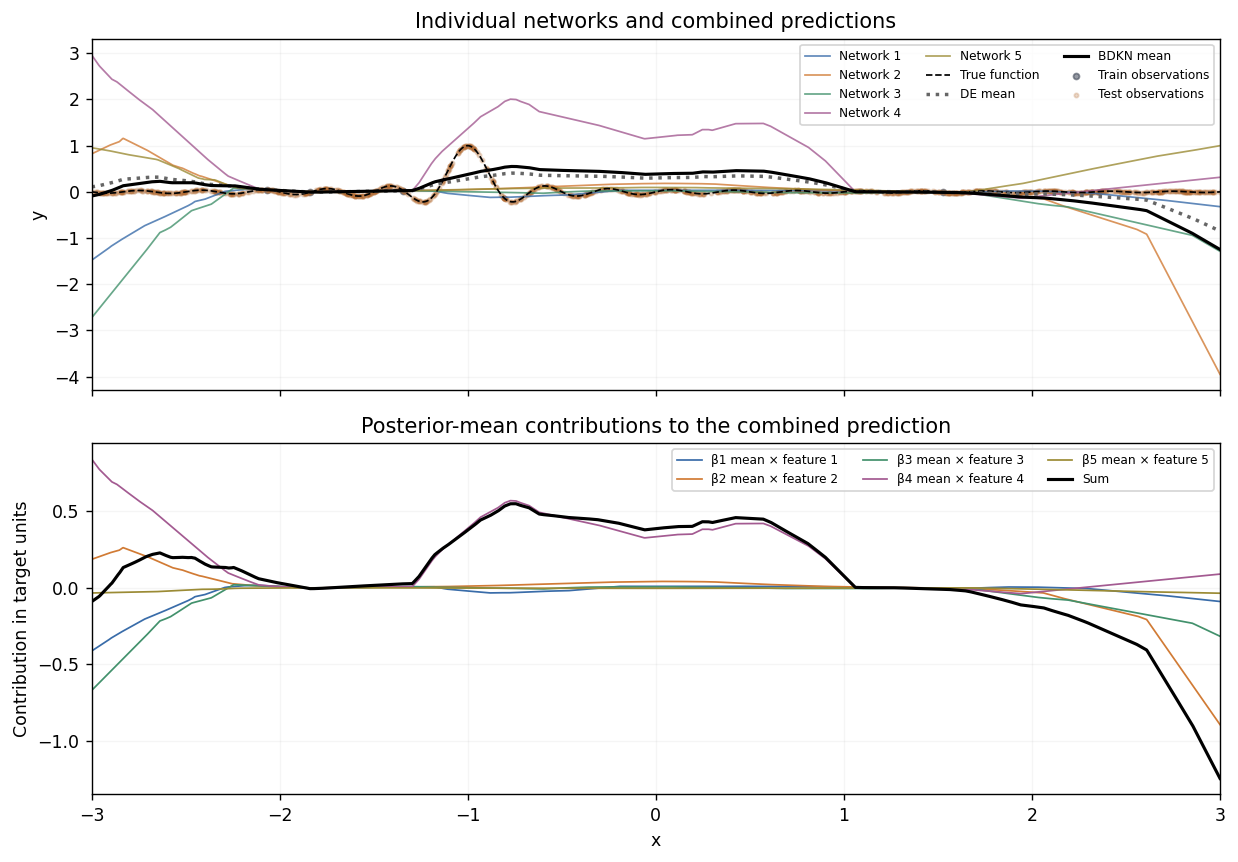 Individual networks and combined predictions
y
3
2
1
0
−1
−2
−3
−4
Network 1
Network 2
Network 3
Network 4
Network 5
True function
DE mean
BDKN mean
Train observations
Test observations
Posterior-mean contributions to the combined prediction
Contribution in target units
0.5
0.0
−0.5
−1.0
β1 mean × feature 1
β2 mean × feature 2
β3 mean × feature 3
β4 mean × feature 4
β5 mean × feature 5
Sum
−3 −2 −1 0 1 2 3
x